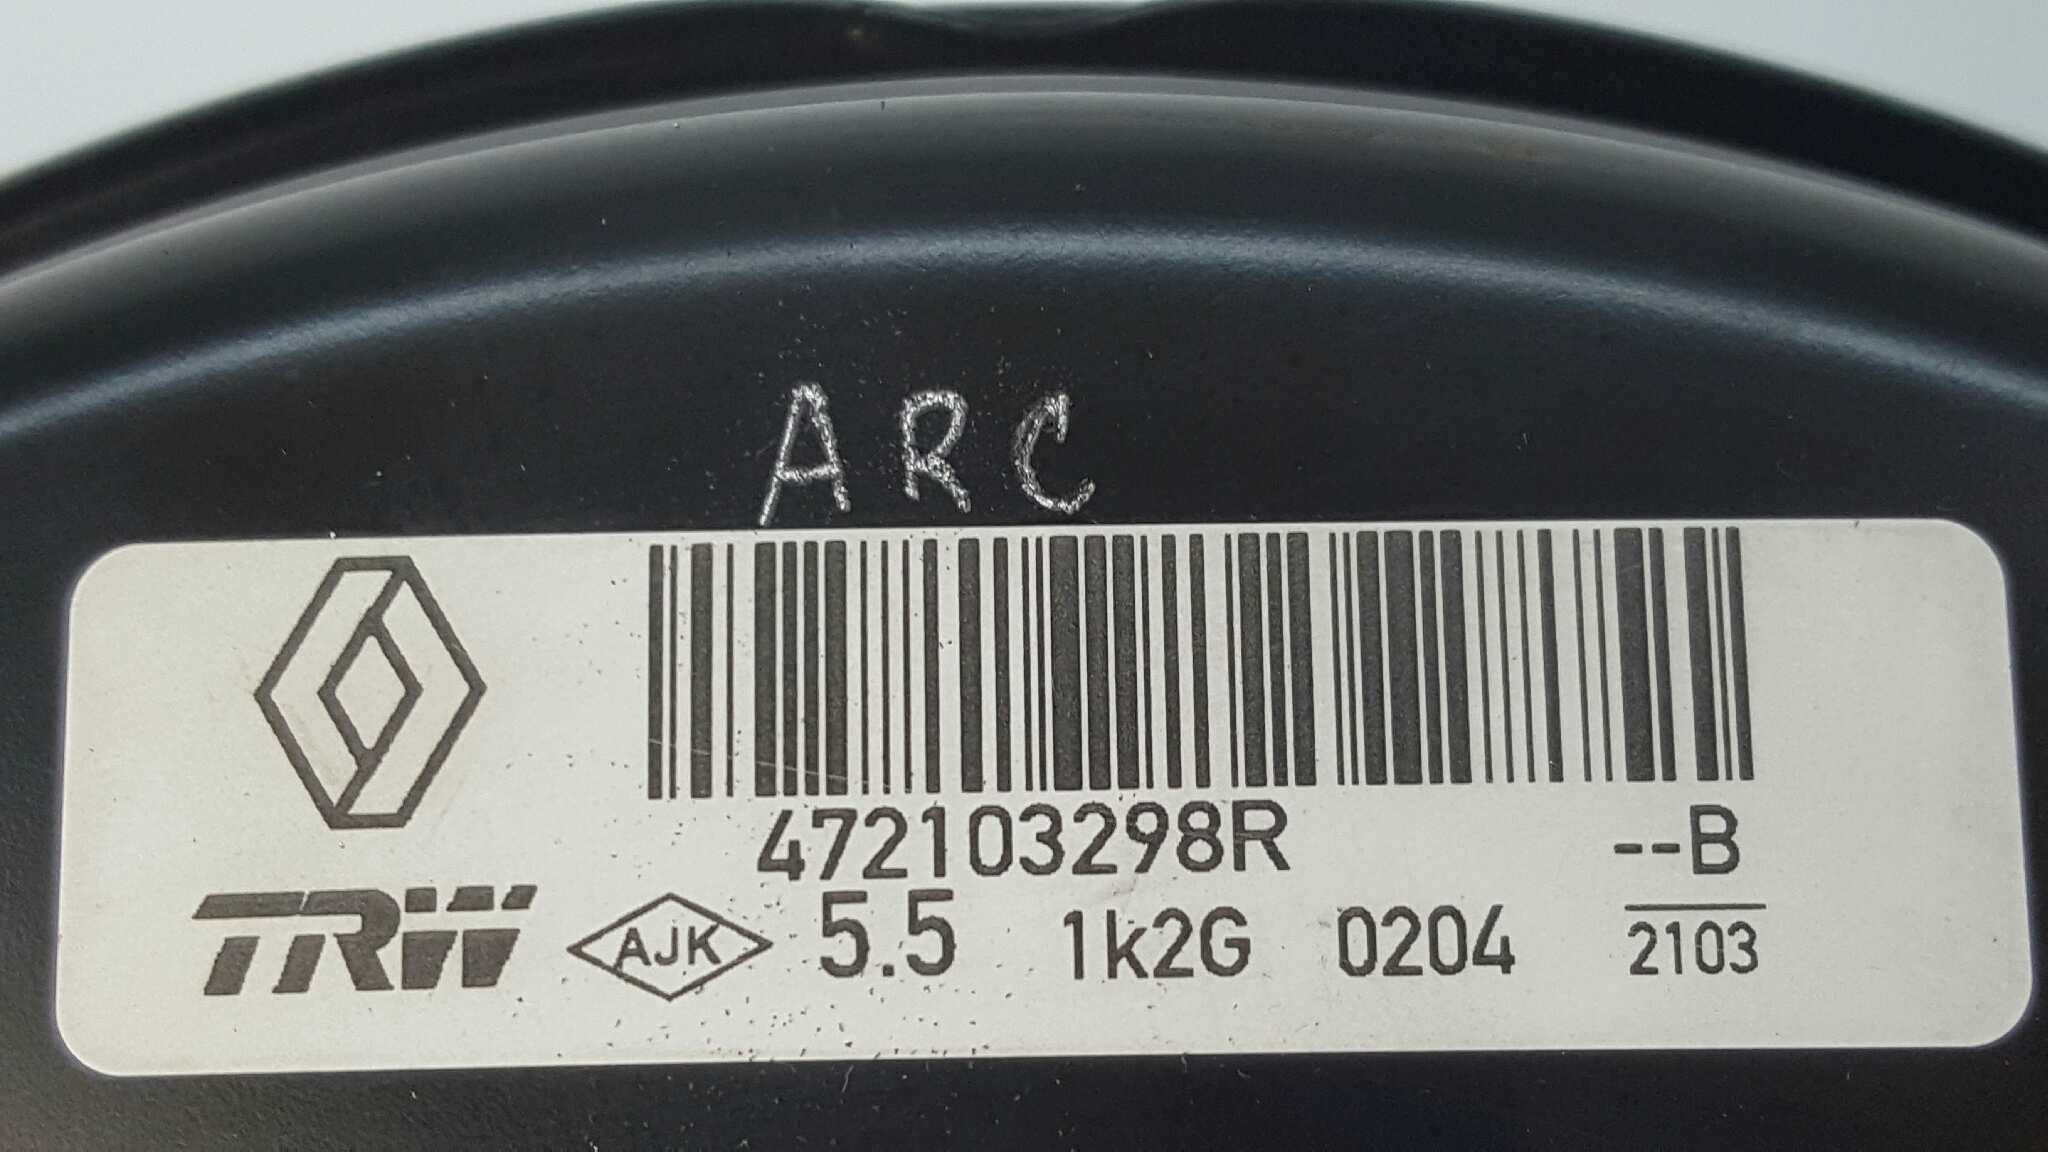 ARC
472103298R --B
TRW AJK 5.5 1k2G 0204 2103